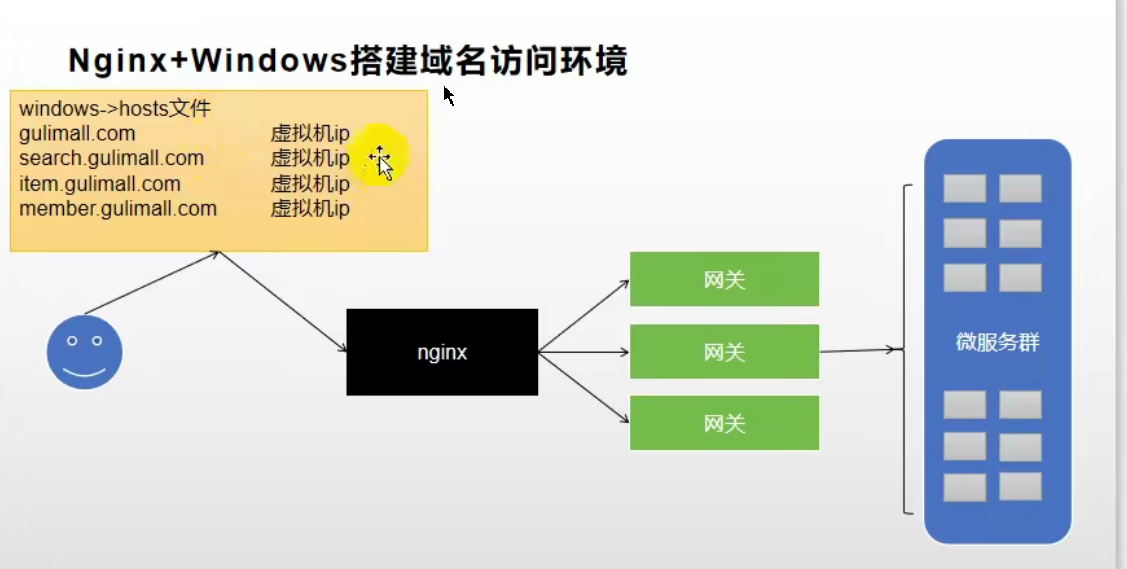 Nginx+Windows搭建域名访问环境
windows->hosts文件
gulimall.com 虚拟机ip
search.gulimall.com 虚拟机ip
item.gulimall.com 虚拟机ip
member.gulimall.com 虚拟机ip
nginx
网关
网关
网关
微服务群